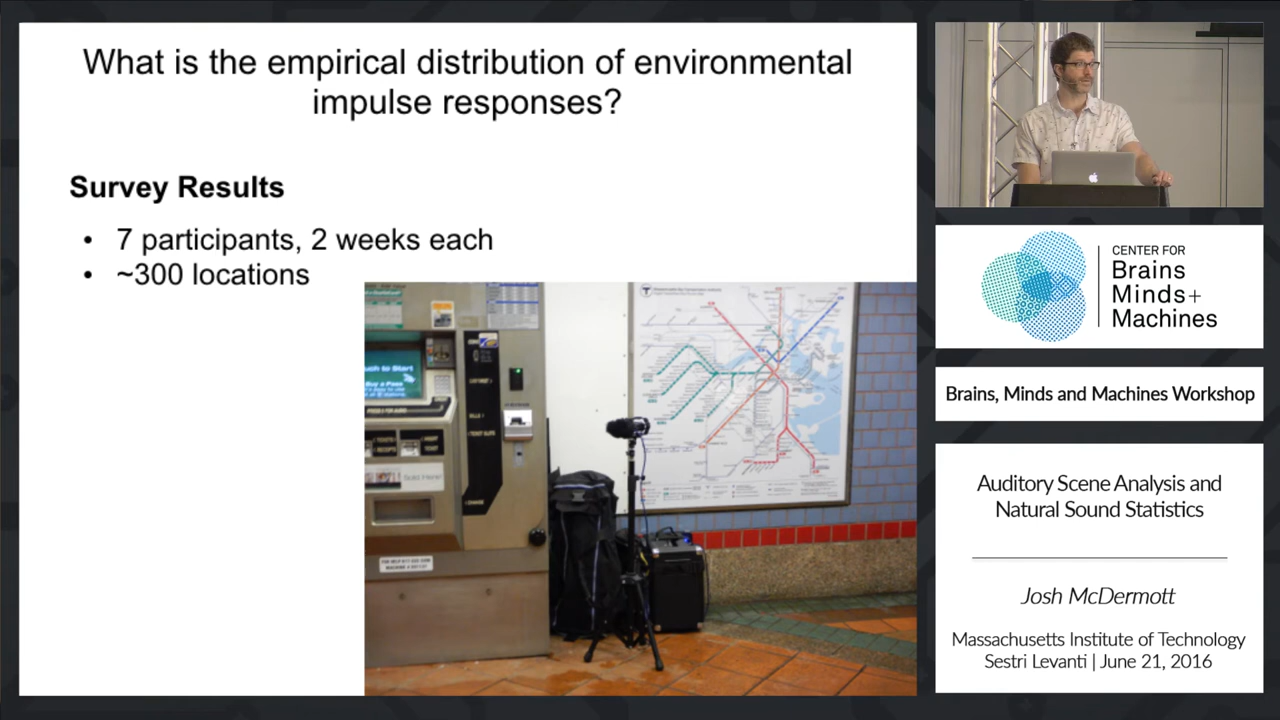 What is the empirical distribution of environmental
impulse responses?
Survey Results
• 7 participants, 2 weeks each
• ~300 locations
CENTER FOR
Brains
Minds+
Machines
Brains, Minds and Machines Workshop
Auditory Scene Analysis and
Natural Sound Statistics
Josh McDermott
Massachusetts Institute of Technology
Sestri Levanti | June 21, 2016